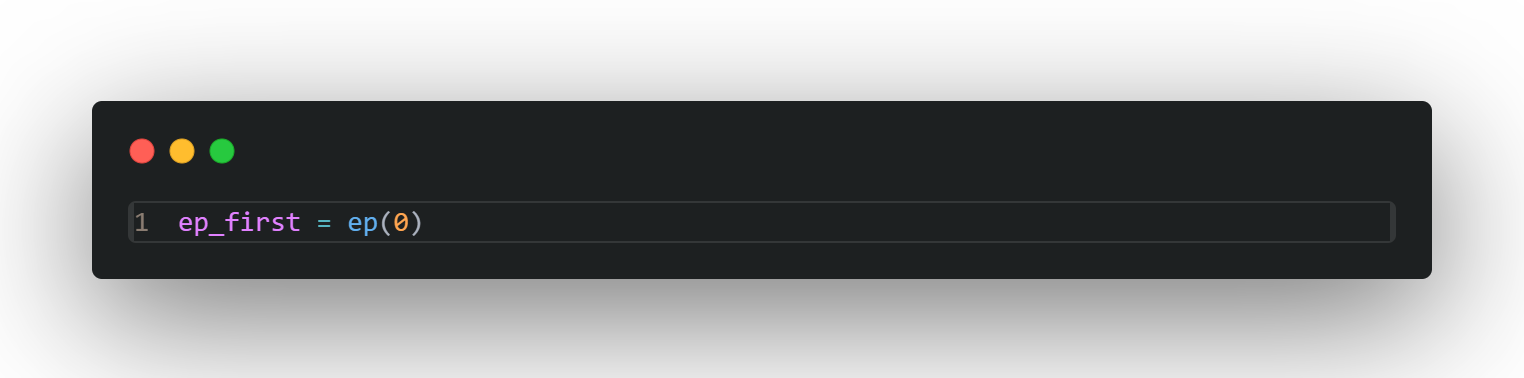 1 ep_first = ep(0)